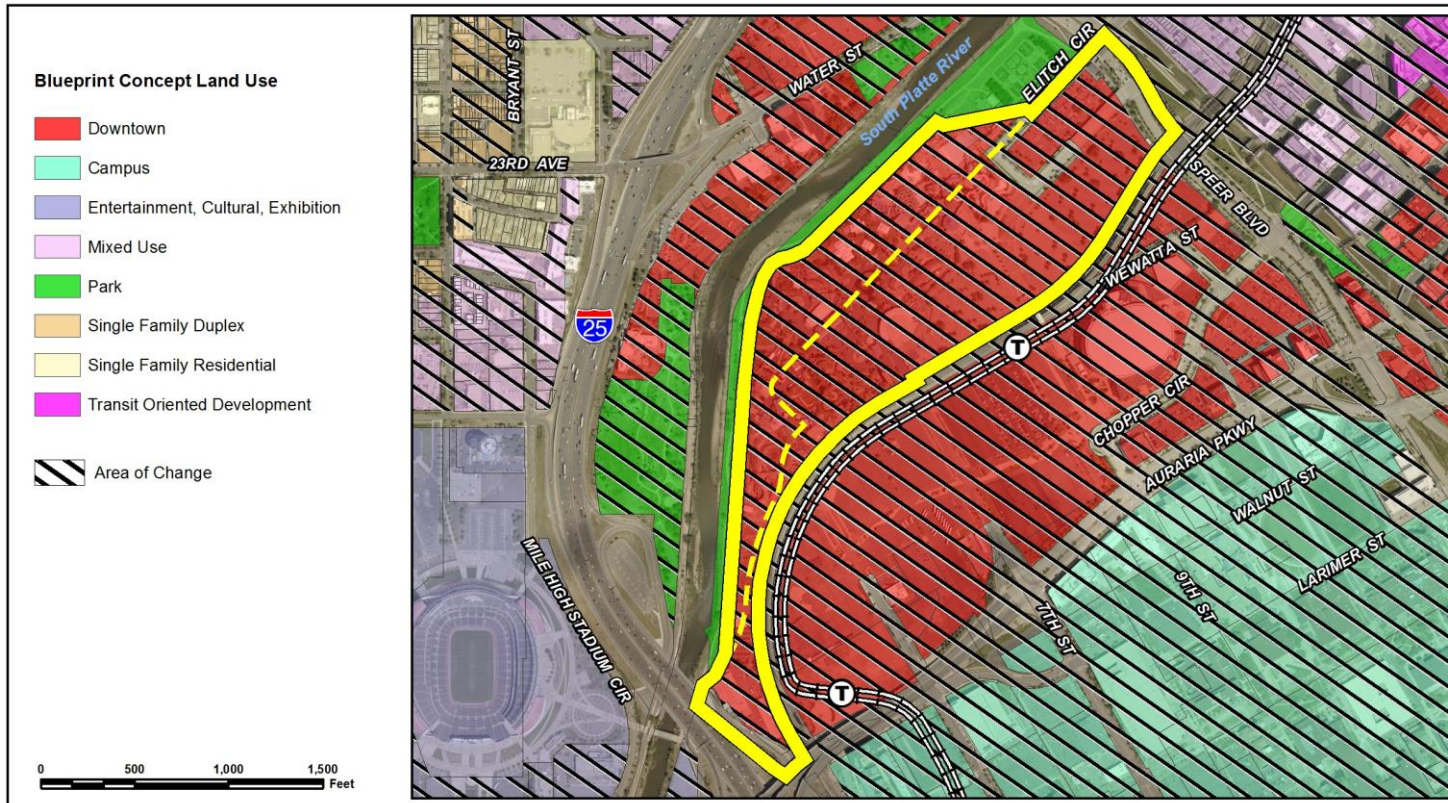 Blueprint Concept Land Use
Downtown
Campus
Entertainment, Cultural, Exhibition
Mixed Use
Park
Single Family Duplex
Single Family Residential
Transit Oriented Development
Area of Change
0 500 1,000 1,500
Feet
BRYANT ST
WATER ST
ELITCH CIR
South Platte River
23RD AVE
SPEER BLVD
WEWATTA ST
25
T
CHOPPER CIR
AURARIA PKWY
WALNUT ST
LARIMER ST
MILE HIGH STADIUM CIR
9TH ST
7TH ST
T